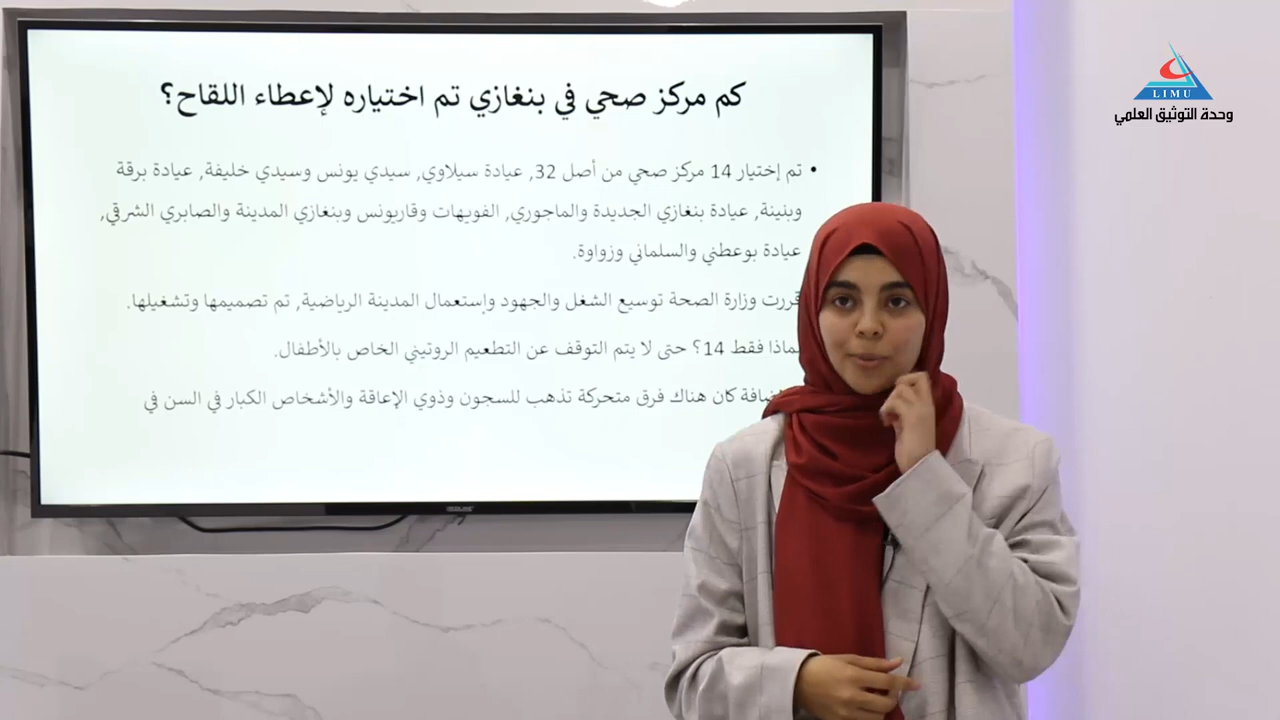 كم مركز صحي في بنغازي تم اختياره لإعطاء اللقاح؟
• تم إختيار 14 مركز صحي من أصل 32, عيادة سيلاوي, سيدي يونس وسيدي خليفة, عيادة برقة
وبنينة, عيادة بنغازي الجديدة والماجوري, الفويهات وقاريونس وبنغازي المدينة والصابري الشرقي,
عيادة بوعطني والسلماني وزواوة.
قررت وزارة الصحة توسيع الشغل والجهود وإستعمال المدينة الرياضية, تم تصميمها وتشغيلها.
لماذا فقط 14؟ حتى لا يتم التوقف عن التطعيم الروتيني الخاص بالأطفال.
كان هناك فرق متحركة تذهب للسجون وذوي الإعاقة والأشخاص الكبار في السن في
LIMU
وحدة التوثيق العلمي